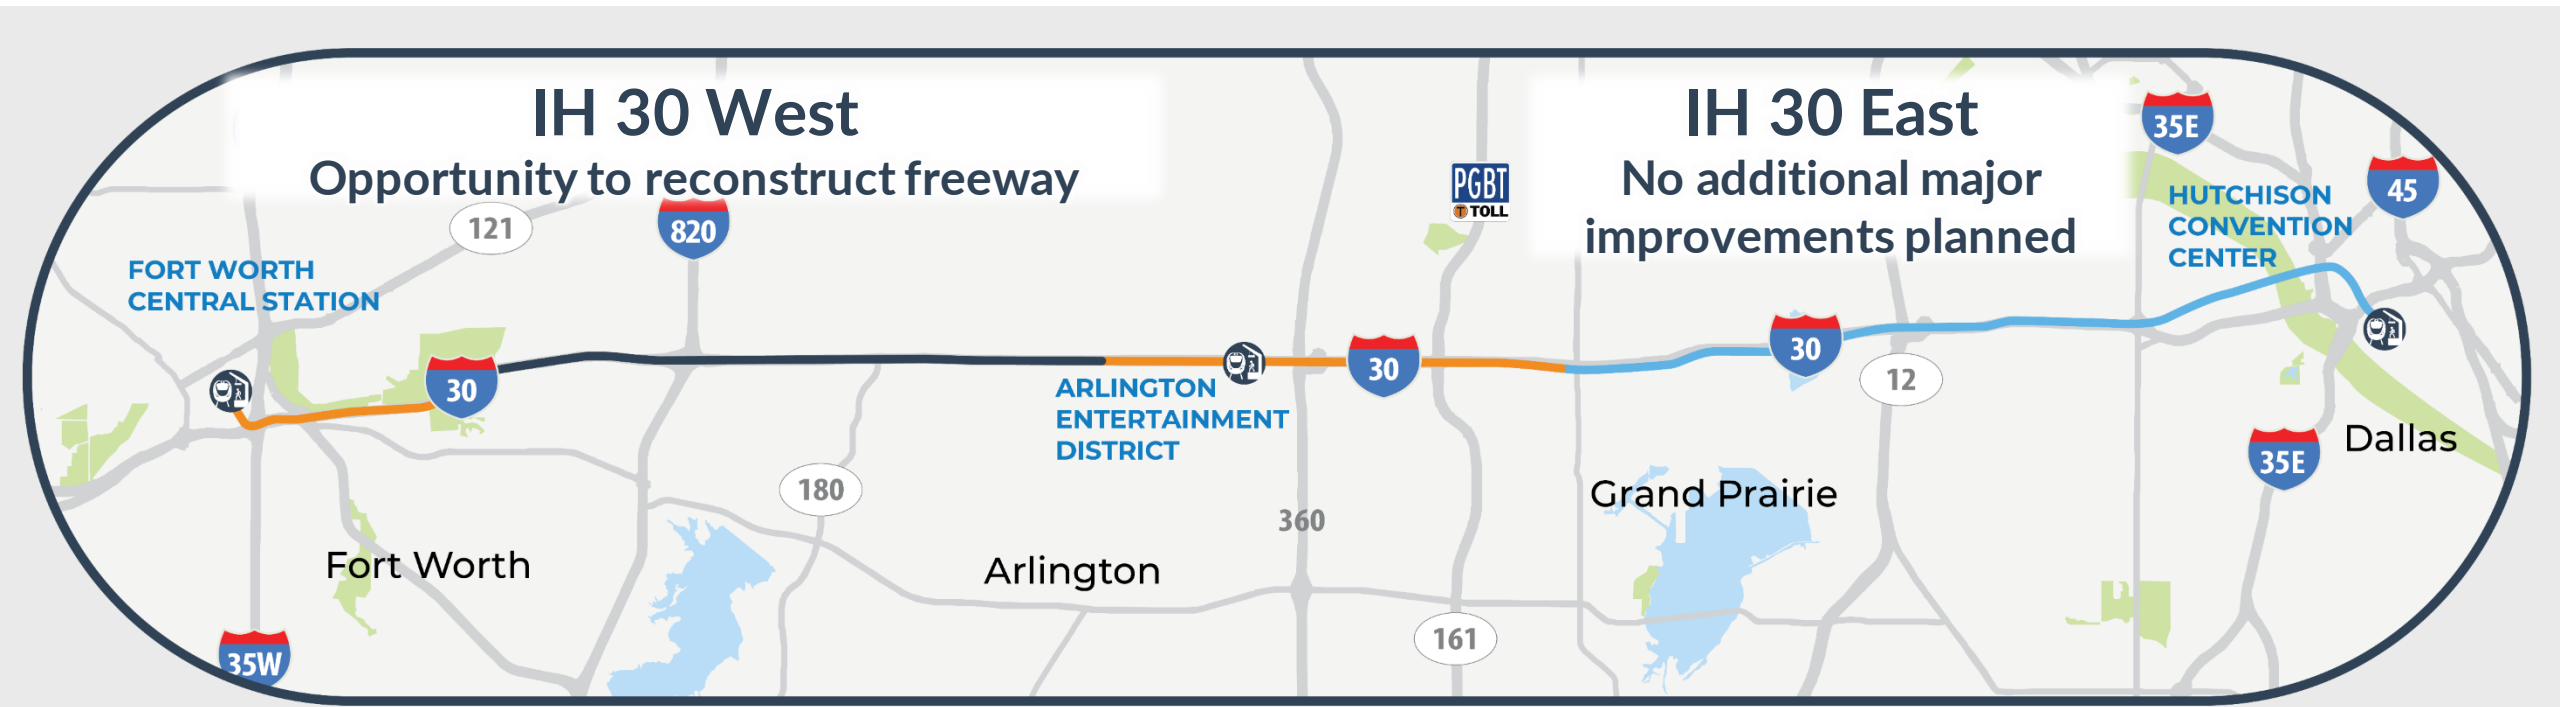 IH 30 West
Opportunity to reconstruct freeway
IH 30 East
No additional major
improvements planned
35E
45
PGBT
T TOLL
121
820
HUTCHISON
CONVENTION
CENTER
FORT WORTH
CENTRAL STATION
30
30
30
12
ARLINGTON
ENTERTAINMENT
DISTRICT
35E
Dallas
180
Grand Prairie
360
Fort Worth
Arlington
161
35W